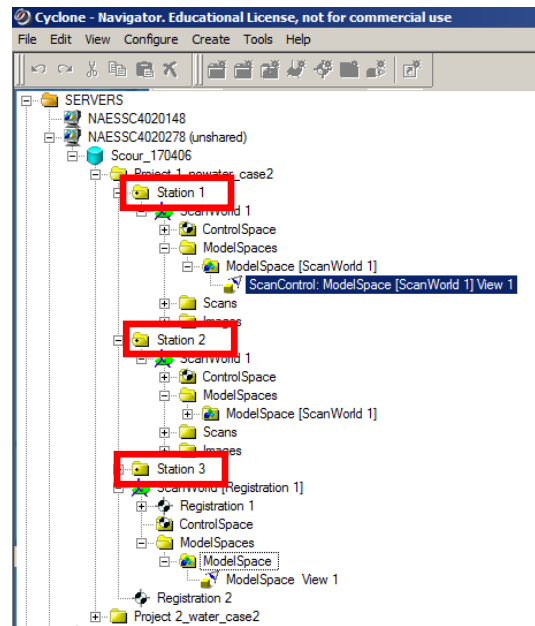 Cyclone - Navigator. Educational License, not for commercial use
File Edit View Configure Create Tools Help
SERVERS
NAESSC4020148
NAESSC4020278 (unshared)
Scour_170406
Project 1_nowater_case2
Station 1
ScanWorld 1
ControlSpace
ModelSpaces
ModelSpace [ScanWorld 1]
ScanControl: ModelSpace [ScanWorld 1] View 1
Scans
Images
Station 2
ScanWorld 1
ControlSpace
ModelSpaces
ModelSpace [ScanWorld 1]
Scans
Images
Station 3
ScanWorld [Registration 1]
Registration 1
ControlSpace
ModelSpaces
ModelSpace
ModelSpace View 1
Registration 2
Project 2_water_case2